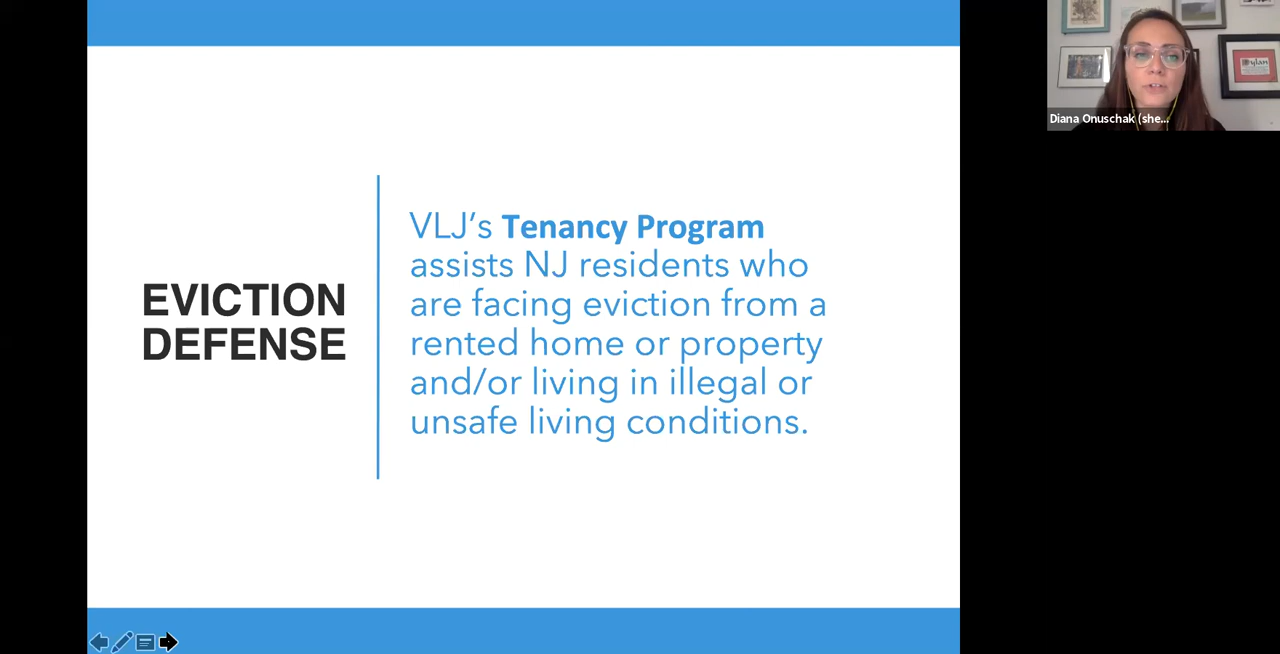 EVICTION
DEFENSE
VLJ’s Tenancy Program
assists NJ residents who
are facing eviction from a
rented home or property
and/or living in illegal or
unsafe living conditions.
Diana Onuschak (she...
Dylan